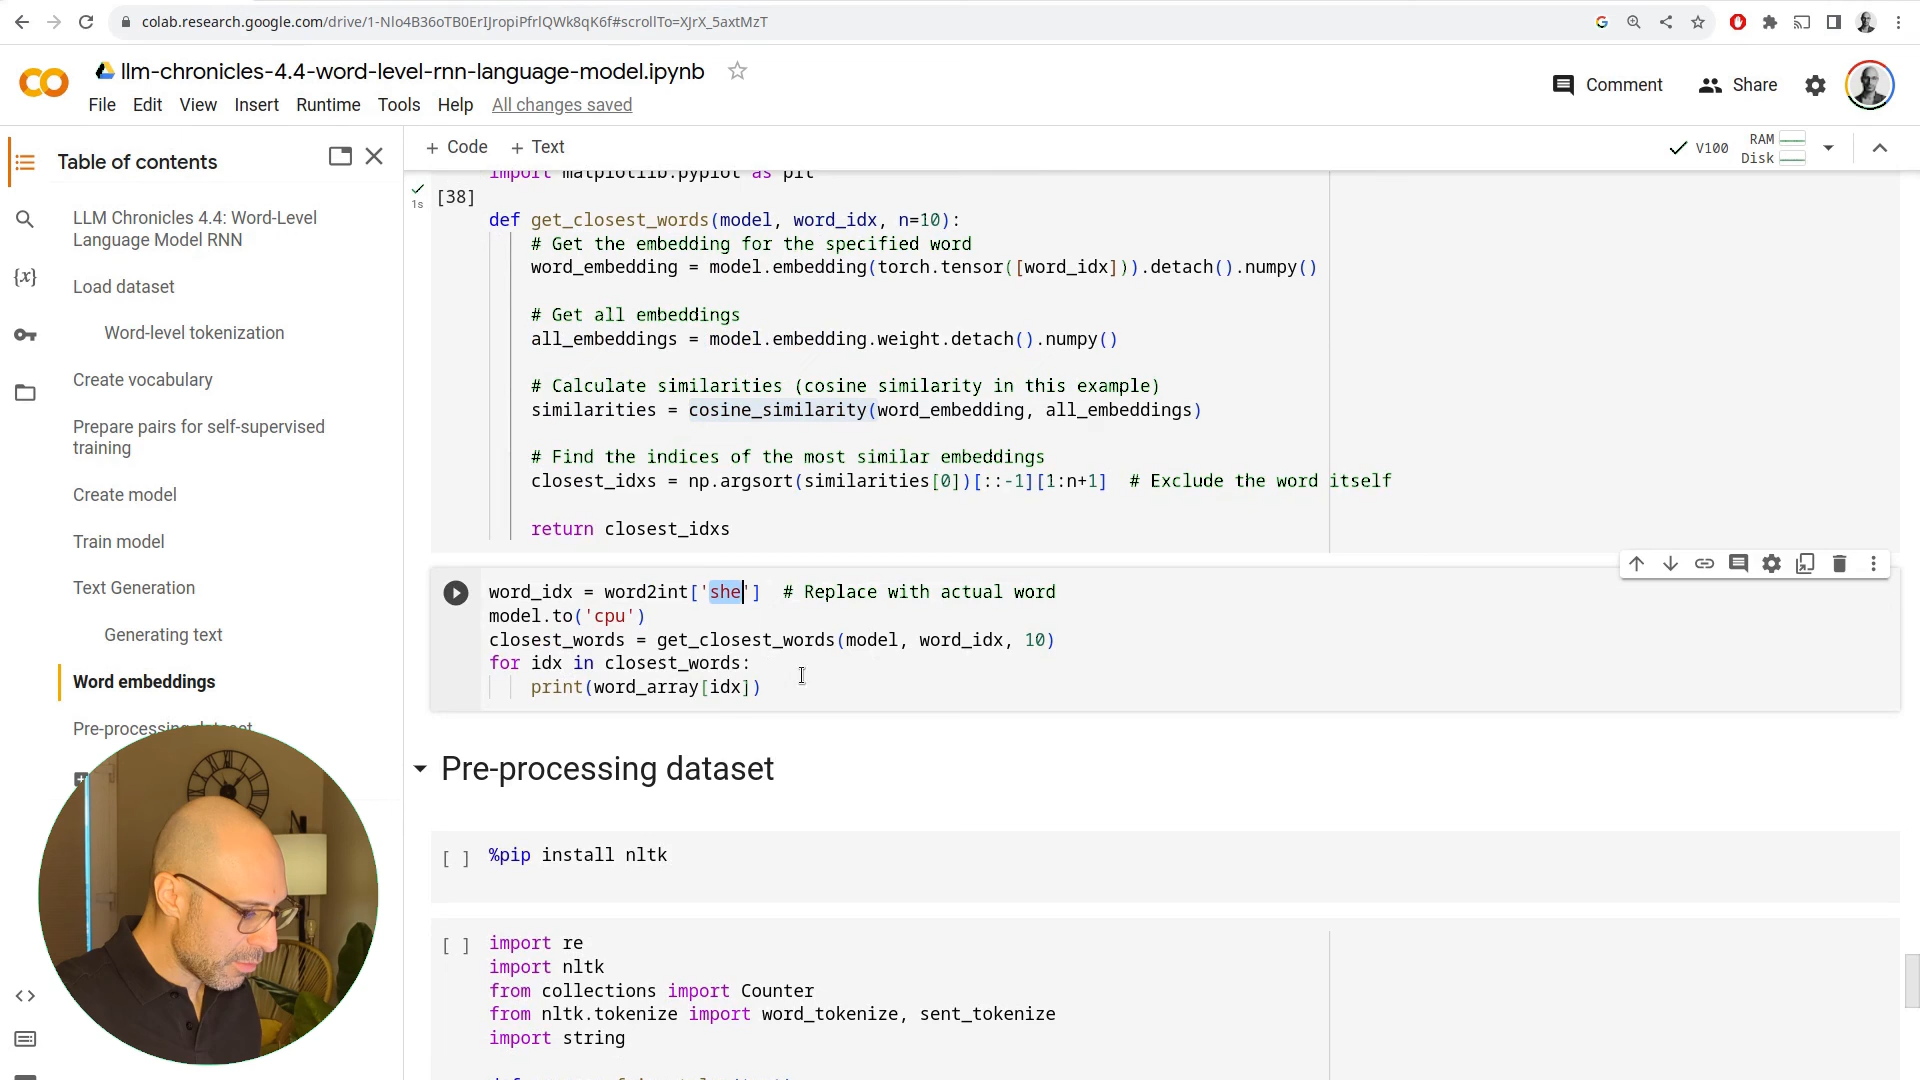 colab.research.google.com/drive/1-Nlo4B36oTB0ErIJropiPfrlQWk8qK6f#scrollTo=XJrX_5axtMzT
llm-chronicles-4.4-word-level-rnn-language-model.ipynb
File Edit View Insert Runtime Tools Help All changes saved
Comment Share
Table of contents
+ Code + Text
V100 RAM Disk
LLM Chronicles 4.4: Word-Level
Language Model RNN
Load dataset
Word-level tokenization
Create vocabulary
Prepare pairs for self-supervised
training
Create model
Train model
Text Generation
Generating text
Word embeddings
Pre-processing dataset
import matplotlib.pyplot as plt
[38]
1s
def get_closest_words(model, word_idx, n=10):
# Get the embedding for the specified word
word_embedding = model.embedding(torch.tensor([word_idx])).detach().numpy()
# Get all embeddings
all_embeddings = model.embedding.weight.detach().numpy()
# Calculate similarities (cosine similarity in this example)
similarities = cosine_similarity(word_embedding, all_embeddings)
# Find the indices of the most similar embeddings
closest_idxs = np.argsort(similarities[0])[::-1][1:n+1]  # Exclude the word itself
return closest_idxs
word_idx = word2int['she']  # Replace with actual word
model.to('cpu')
closest_words = get_closest_words(model, word_idx, 10)
for idx in closest_words:
print(word_array[idx])
Pre-processing dataset
[ ] %pip install nltk
[ ] import re
import nltk
from collections import Counter
from nltk.tokenize import word_tokenize, sent_tokenize
import string